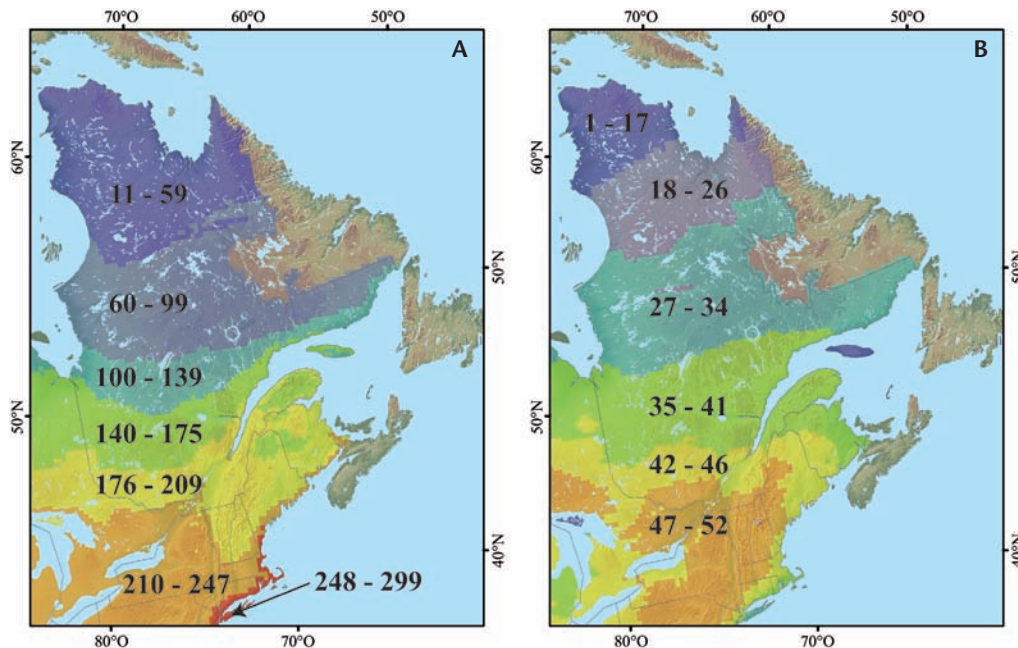 70°O 60°O 50°O
70°O 60°O 50°O
A
B
60°N
50°N
50°N
40°N
11 - 59
60 - 99
100 - 139
140 - 175
176 - 209
210 - 247
248 - 299
80°O 70°O
60°N
50°N
50°N
40°N
1 - 17
18 - 26
27 - 34
35 - 41
42 - 46
47 - 52
80°O 70°O